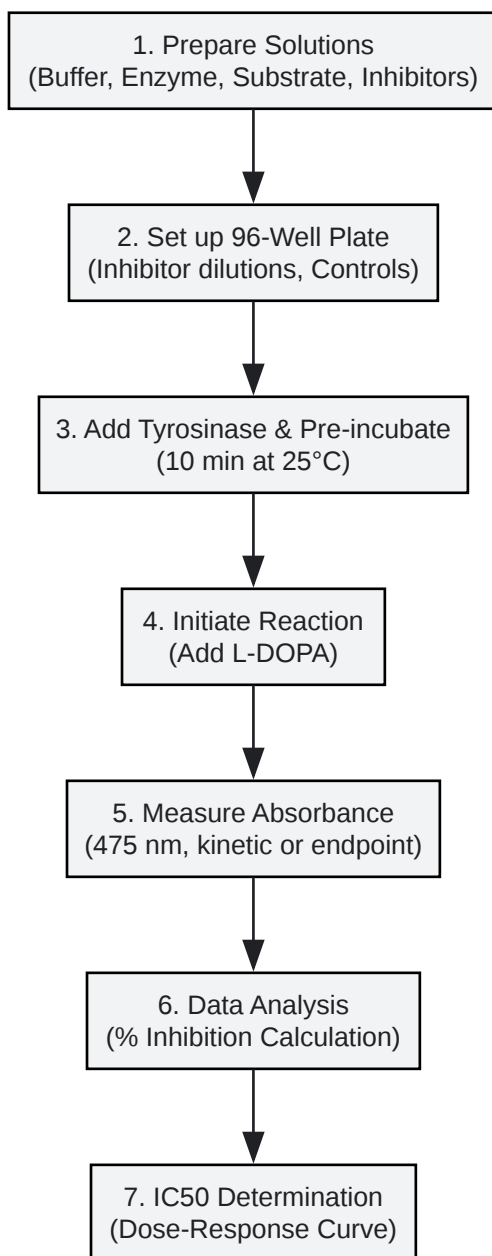 1. Prepare Solutions
(Buffer, Enzyme, Substrate, Inhibitors)
2. Set up 96-Well Plate
(Inhibitor dilutions, Controls)
3. Add Tyrosinase & Pre-incubate
(10 min at 25°C)
4. Initiate Reaction
(Add L-DOPA)
5. Measure Absorbance
(475 nm, kinetic or endpoint)
6. Data Analysis
(% Inhibition Calculation)
7. IC50 Determination
(Dose-Response Curve)